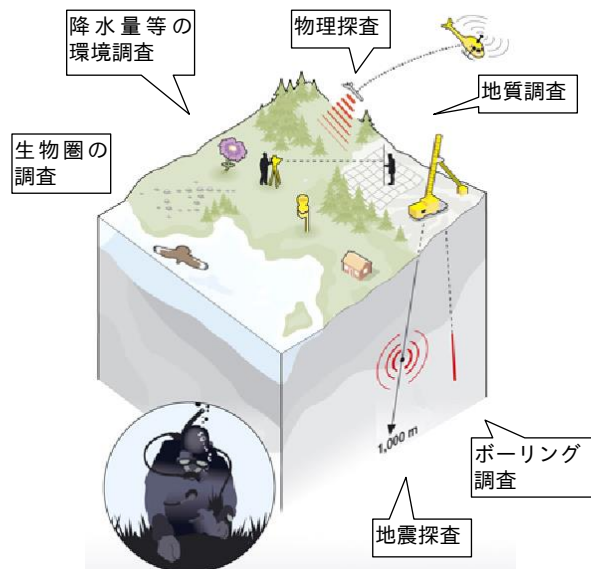 降水量等の
環境調査
物理探査
地質調査
生物圏の
調査
1,000 m
ボーリング
調査
地震探査